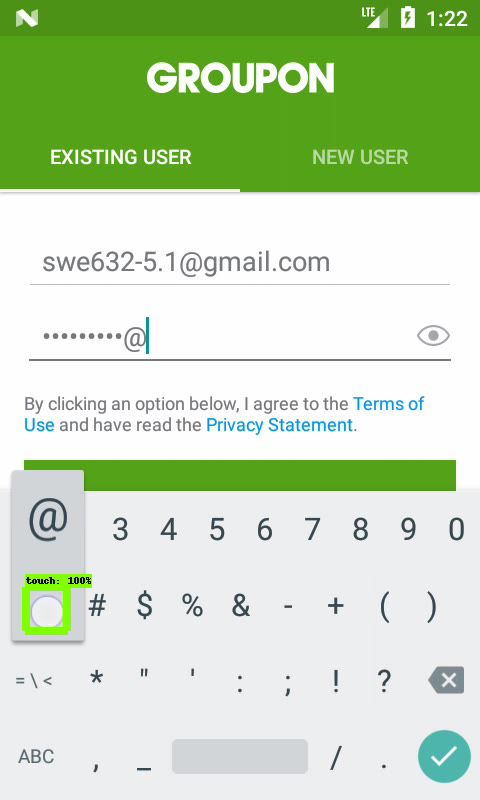 LTE 1:22
GROUPON
EXISTING USER NEW USER
swe632-5.1@gmail.com
•••••••••@
By clicking an option below, I agree to the Terms of
Use and have read the Privacy Statement.
@ 3 4 5 6 7 8 9 0
touch: 100%
# $ % & - + ( )
= \ < * " ' : ; ! ?
ABC , _ / .